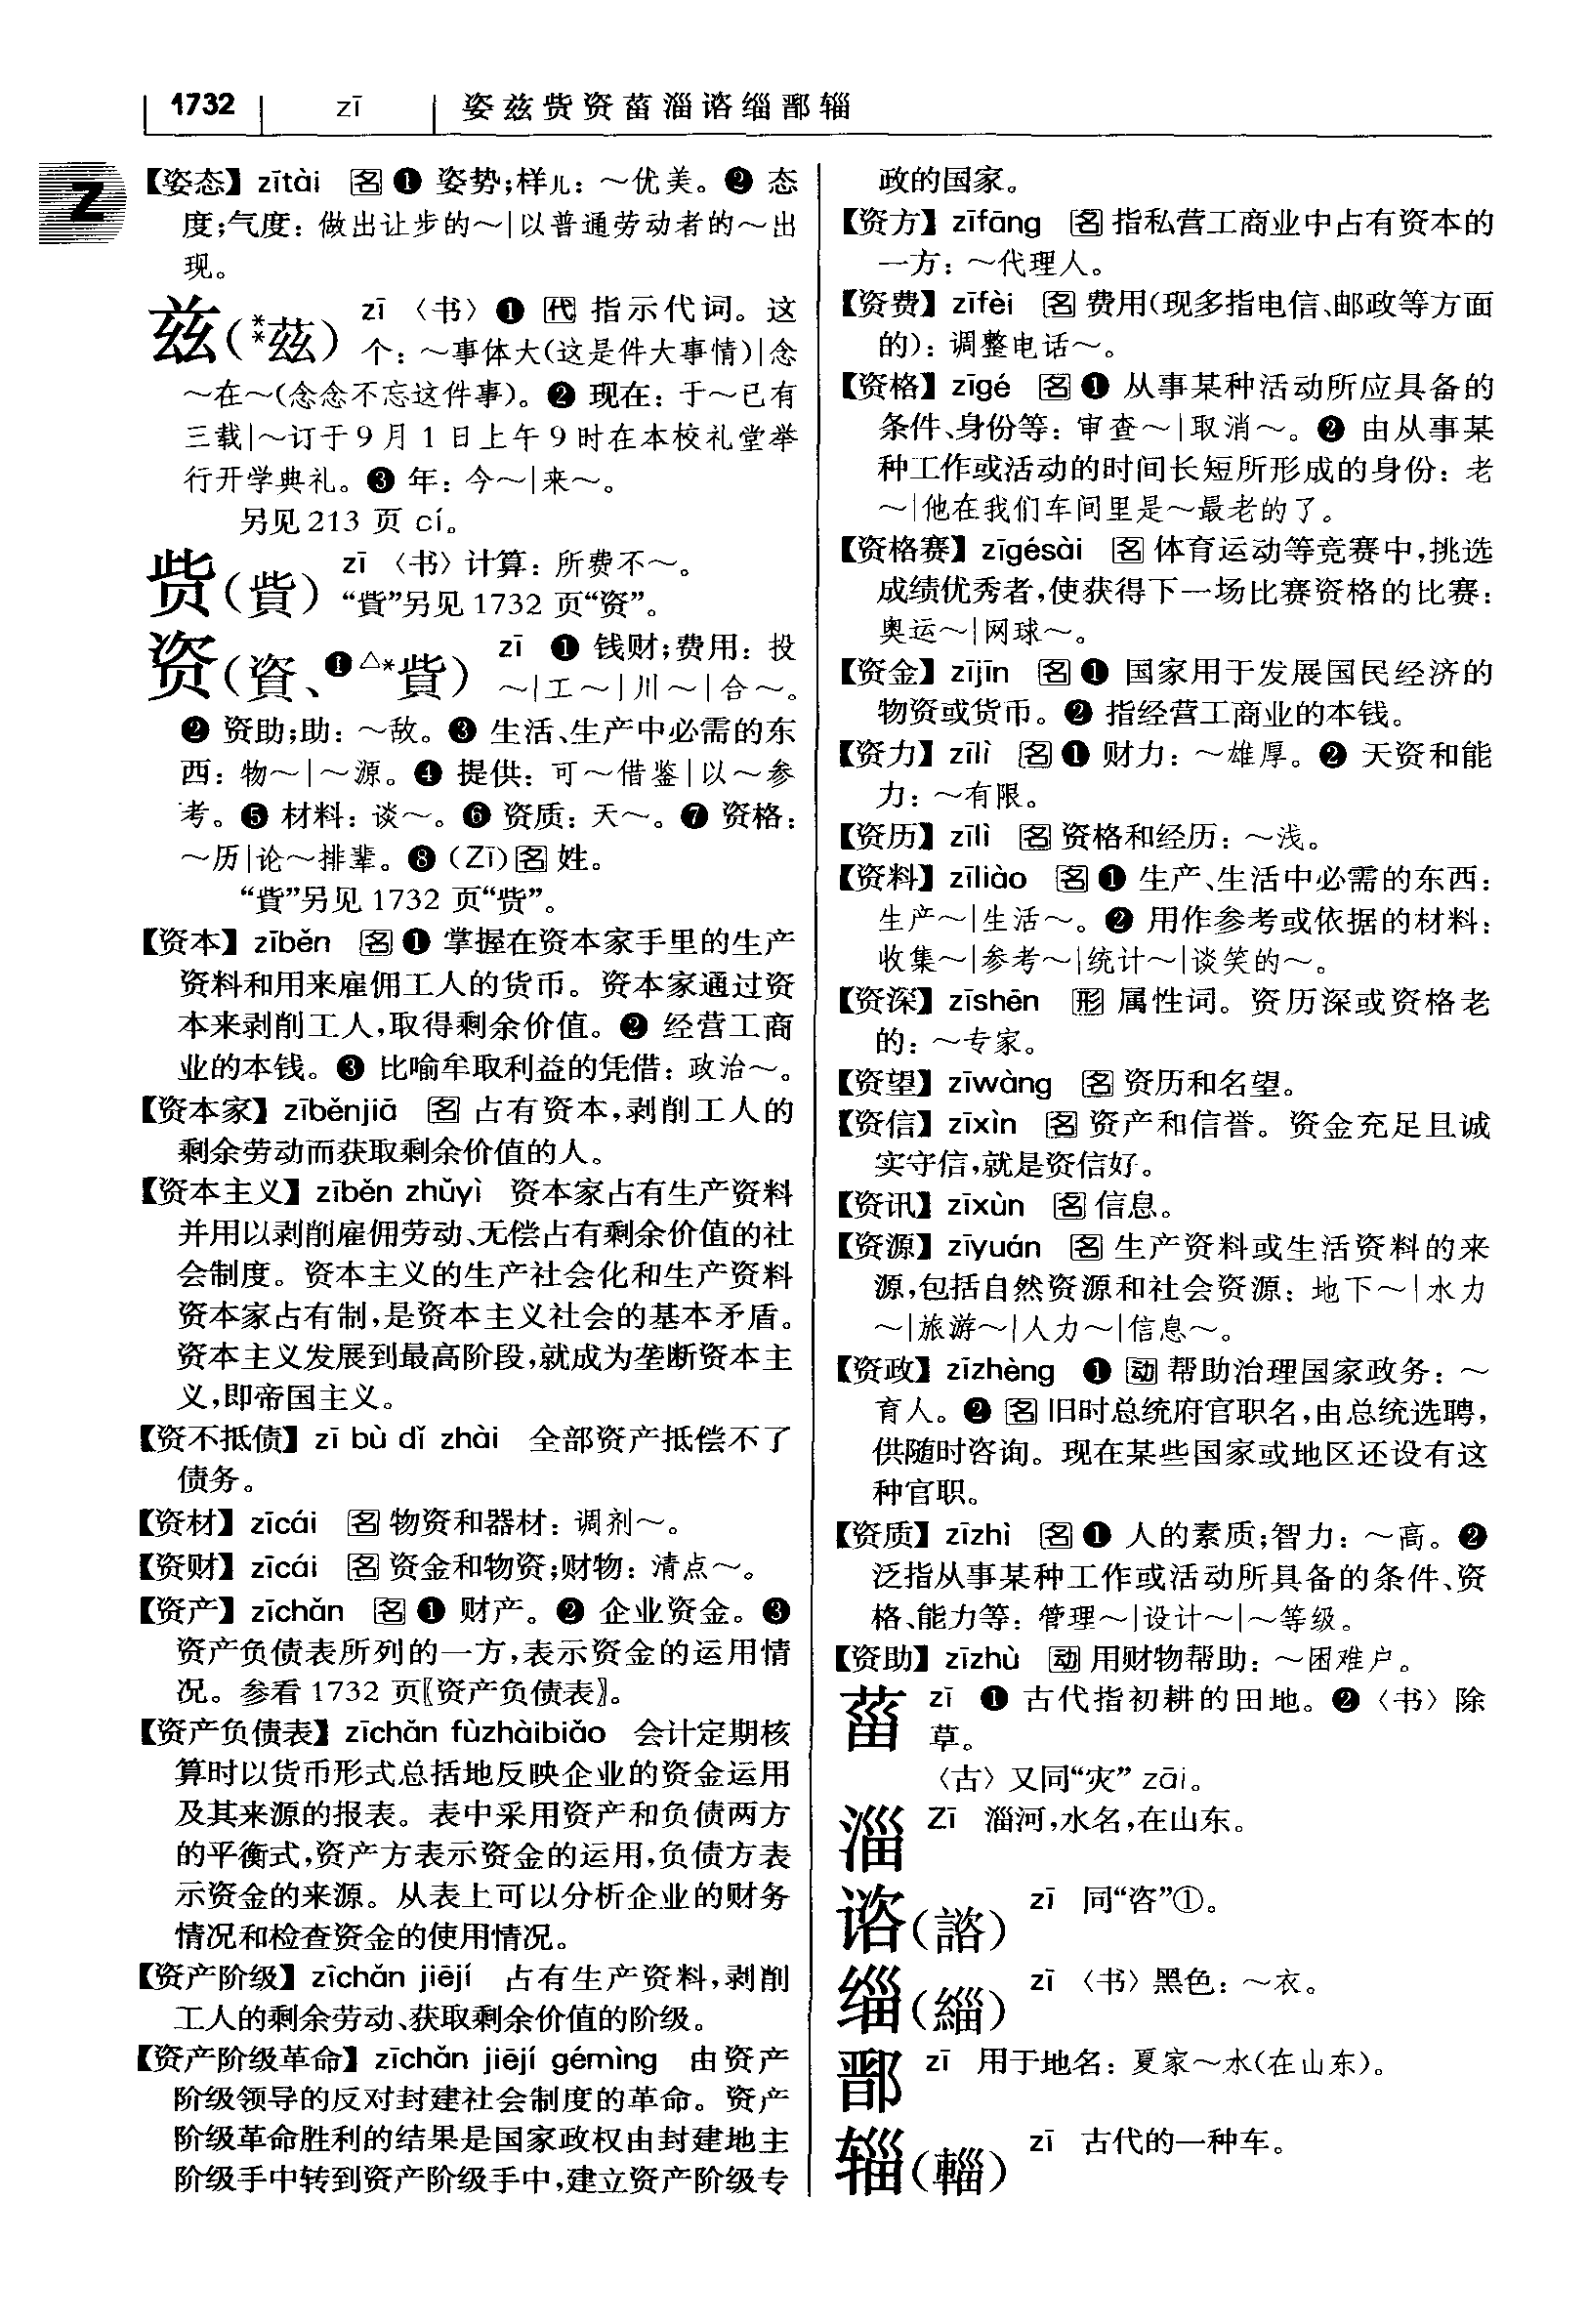 1732 zī 姿兹赀资菑淄谘缁鄑辎
Z
【姿态】zītài 名❶ 姿势;样儿：～优美。❷ 态
度;气度：做出让步的～|以普通劳动者的～出
现。
兹(**茲) zī 〈书〉❶ 代 指示代词。这
个：～事体大(这是件大事情)|念
～在～(念念不忘这件事)。❷ 现在：于～已有
三载|～订于9月1日上午9时在本校礼堂举
行开学典礼。❸ 年：今～|来～。
另见213页 cí。
赀(貲) zī 〈书〉计算：所费不～。
“貲”另见1732页“资”。
资(資、❶△*貲) zī ❶ 钱财;费用：投
～|工～|川～|合～。
❷ 资助;助：～敌。❸ 生活、生产中必需的东
西：物～|～源。❹ 提供：可～借鉴|以～参
考。❺ 材料：谈～。❻ 资质：天～。❼ 资格：
～历|论～排辈。❽ (Zī)名 姓。
“貲”另见1732页“赀”。
【资本】zīběn 名❶ 掌握在资本家手里的生产
资料和用来雇佣工人的货币。资本家通过资
本来剥削工人,取得剩余价值。❷ 经营工商
业的本钱。❸ 比喻牟取利益的凭借：政治～。
【资本家】zīběnjiā 名 占有资本,剥削工人的
剩余劳动而获取剩余价值的人。
【资本主义】zīběn zhǔyì 资本家占有生产资料
并用以剥削雇佣劳动、无偿占有剩余价值的社
会制度。资本主义的生产社会化和生产资料
资本家占有制,是资本主义社会的基本矛盾。
资本主义发展到最高阶段,就成为垄断资本主
义,即帝国主义。
【资不抵债】zī bù dǐ zhài 全部资产抵偿不了
债务。
【资材】zīcái 名 物资和器材：调剂～。
【资财】zīcái 名 资金和物资;财物：清点～。
【资产】zīchǎn 名❶ 财产。❷ 企业资金。❸
资产负债表所列的一方,表示资金的运用情
况。参看1732页〖资产负债表〗。
【资产负债表】zīchǎn fùzhàibiǎo 会计定期核
算时以货币形式总括地反映企业的资金运用
及其来源的报表。表中采用资产和负债两方
的平衡式,资产方表示资金的运用,负债方表
示资金的来源。从表上可以分析企业的财务
情况和检查资金的使用情况。
【资产阶级】zīchǎn jiējí 占有生产资料,剥削
工人的剩余劳动、获取剩余价值的阶级。
【资产阶级革命】zīchǎn jiējí gémìng 由资产
阶级领导的反对封建社会制度的革命。资产
阶级革命胜利的结果是国家政权由封建地主
阶级手中转到资产阶级手中,建立资产阶级专
政的国家。
【资方】zīfāng 名 指私营工商业中占有资本的
一方：～代理人。
【资费】zīfèi 名 费用(现多指电信、邮政等方面
的)：调整电话～。
【资格】zīgé 名❶ 从事某种活动所应具备的
条件、身份等：审查～|取消～。❷ 由从事某
种工作或活动的时间长短所形成的身份：老
～|他在我们车间里是～最老的了。
【资格赛】zīgésài 名 体育运动等竞赛中,挑选
成绩优秀者,使获得下一场比赛资格的比赛：
奥运～|网球～。
【资金】zījīn 名❶ 国家用于发展国民经济的
物资或货币。❷ 指经营工商业的本钱。
【资力】zīlì 名❶ 财力：～雄厚。❷ 天资和能
力：～有限。
【资历】zīlì 名 资格和经历：～浅。
【资料】zīliào 名❶ 生产、生活中必需的东西：
生产～|生活～。❷ 用作参考或依据的材料：
收集～|参考～|统计～|谈笑的～。
【资深】zīshēn 形 属性词。资历深或资格老
的：～专家。
【资望】zīwàng 名 资历和名望。
【资信】zīxìn 名 资产和信誉。资金充足且诚
实守信,就是资信好。
【资讯】zīxùn 名 信息。
【资源】zīyuán 名 生产资料或生活资料的来
源,包括自然资源和社会资源：地下～|水力
～|旅游～|人力～|信息～。
【资政】zīzhèng ❶ 动 帮助治理国家政务：～
育人。❷ 名 旧时总统府官职名,由总统选聘,
供随时咨询。现在某些国家或地区还设有这
种官职。
【资质】zīzhì 名❶ 人的素质;智力：～高。❷
泛指从事某种工作或活动所具备的条件、资
格、能力等：管理～|设计～|～等级。
【资助】zīzhù 动 用财物帮助：～困难户。
菑 zī ❶ 古代指初耕的田地。❷〈书〉除
草。
〈古〉又同“灾” zāi。
淄 Zī 淄河,水名,在山东。
谘(諮) zī 同“咨”①。
缁(緇) zī 〈书〉黑色：～衣。
鄑 zī 用于地名：夏家～水(在山东)。
辎(輜) zī 古代的一种车。